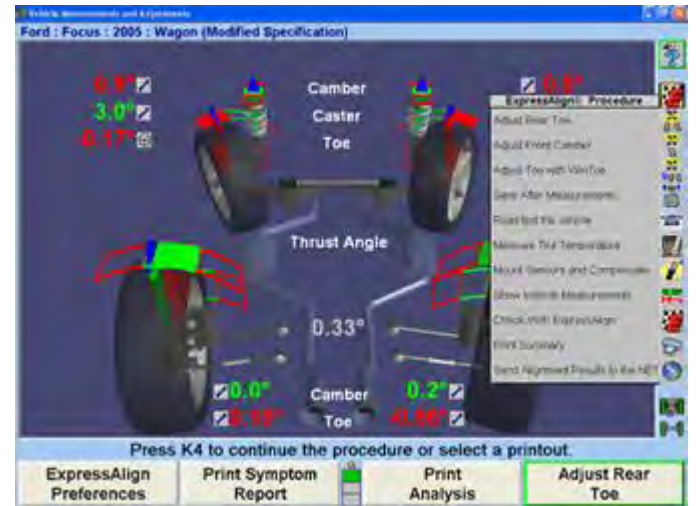 Vehicle Measurements and Adjustments
Ford : Focus : 2005 : Wagon (Modified Specification)
Camber
3.0° Caster
-0.17° Toe
ExpressAlign® Procedure
Adjust Rear Toe
Adjust Front Camber
Adjust Toe with WinToe
Save After Measurements
Road test the vehicle
Measure Tire Temperature
Mount Sensors and Compensate
Show Vehicle Measurements
Check With ExpressAlign
Print Summary
Send Alignment Results to the NET
Thrust Angle
0.33°
0.0° Camber 0.2°
Toe
Press K4 to continue the procedure or select a printout.
ExpressAlign Preferences
Print Symptom Report
Print Analysis
Adjust Rear Toe